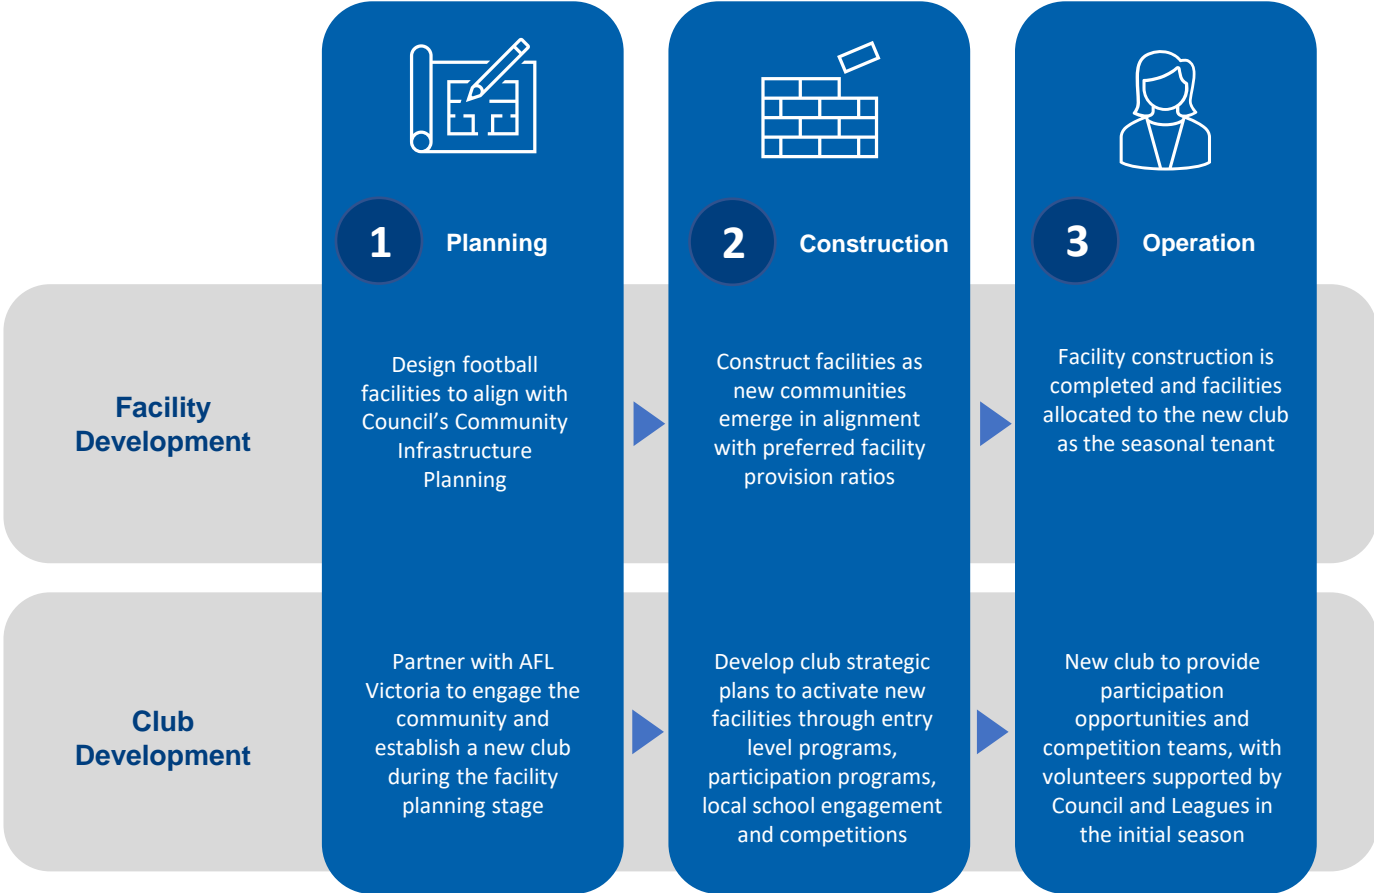 1
Planning
2
Construction
3
Operation
Facility
Development
Design football
facilities to align with
Council’s Community
Infrastructure
Planning
Construct facilities as
new communities
emerge in alignment
with preferred facility
provision ratios
Facility construction is
completed and facilities
allocated to the new club
as the seasonal tenant
Club
Development
Partner with AFL
Victoria to engage the
community and
establish a new club
during the facility
planning stage
Develop club strategic
plans to activate new
facilities through entry
level programs,
participation programs,
local school engagement
and competitions
New club to provide
participation
opportunities and
competition teams, with
volunteers supported by
Council and Leagues in
the initial season